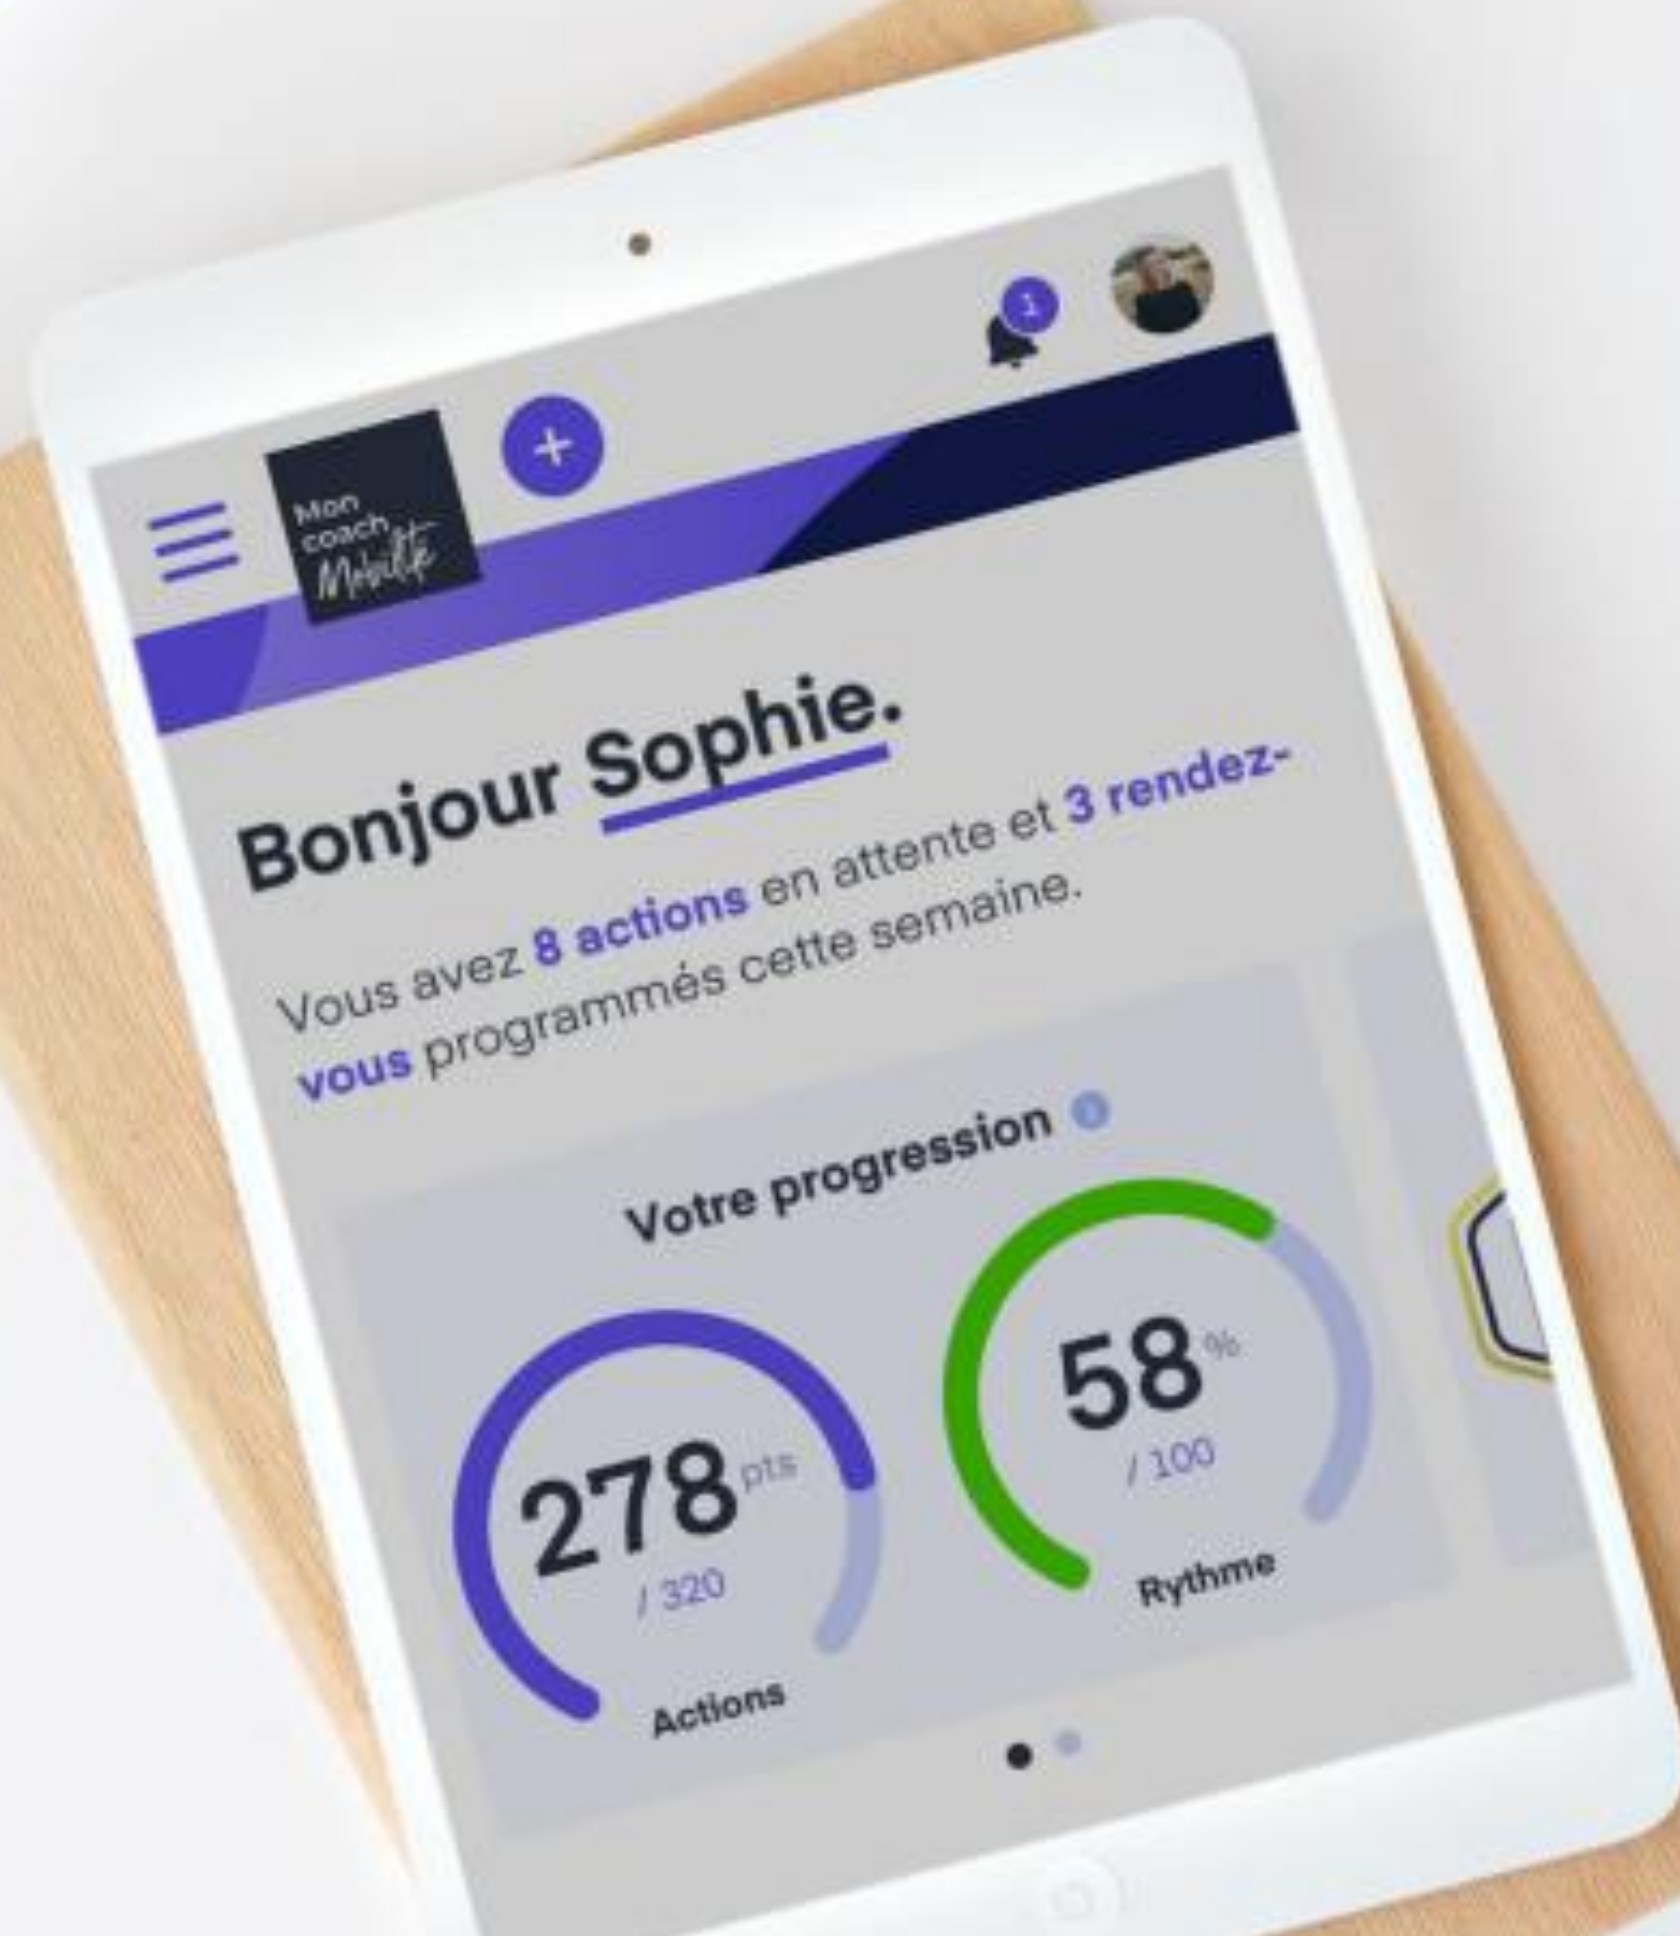 1
+
Mon
coach
Mobilité
Bonjour Sophie.
Vous avez 8 actions en attente et 3 rendez-
vous programmés cette semaine.
Votre progression
278 pts
/ 320
Actions
58 %
/ 100
Rythme